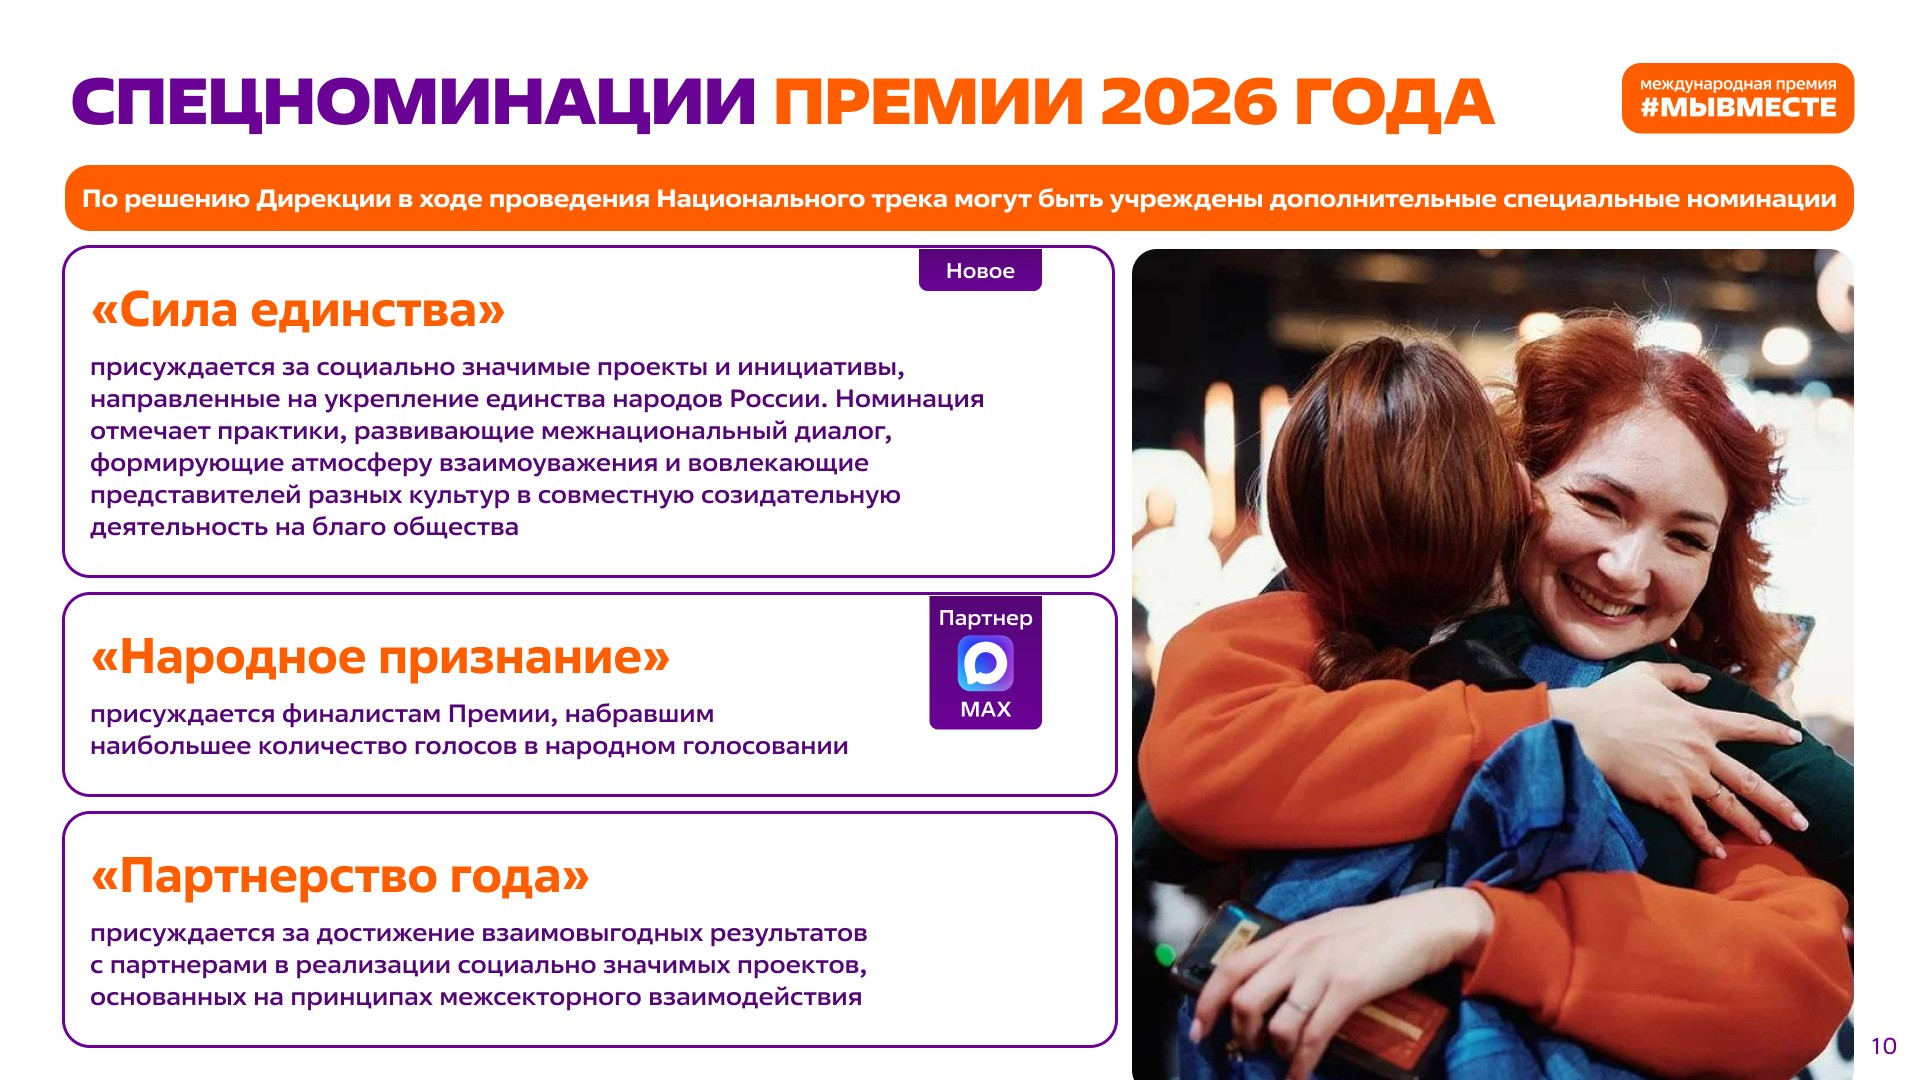 СПЕЦНОМИНАЦИИ ПРЕМИИ 2026 ГОДА
международная премия
#МЫВМЕСТЕ
По решению Дирекции в ходе проведения Национального трека могут быть учреждены дополнительные специальные номинации
Новое
«Сила единства»
присуждается за социально значимые проекты и инициативы,
направленные на укрепление единства народов России. Номинация
отмечает практики, развивающие межнациональный диалог,
формирующие атмосферу взаимоуважения и вовлекающие
представителей разных культур в совместную созидательную
деятельность на благо общества
Партнер
MAX
«Народное признание»
присуждается финалистам Премии, набравшим
наибольшее количество голосов в народном голосовании
«Партнерство года»
присуждается за достижение взаимовыгодных результатов
с партнерами в реализации социально значимых проектов,
основанных на принципах межсекторного взаимодействия
10